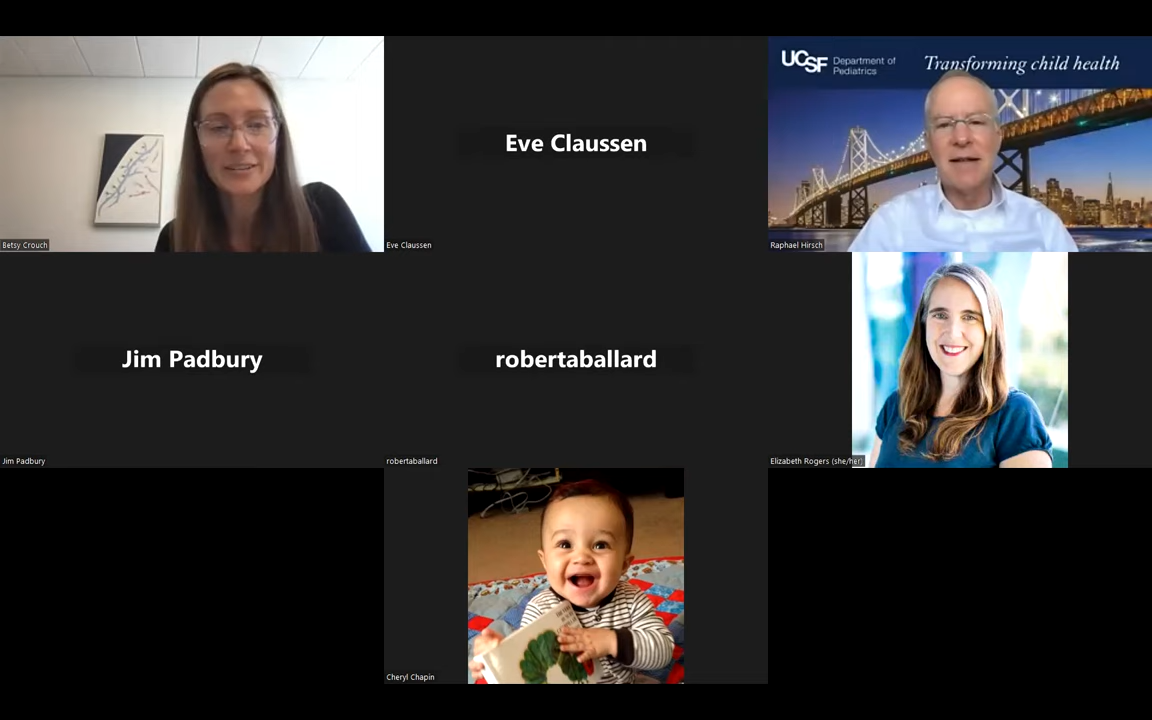 UCSF Department of
Pediatrics
Transforming child health
Eve Claussen
Betsy Crouch
Eve Claussen
Raphael Hirsch
Jim Padbury
robertaballard
Jim Padbury
robertaballard
Elizabeth Rogers (she/her)
Cheryl Chapin